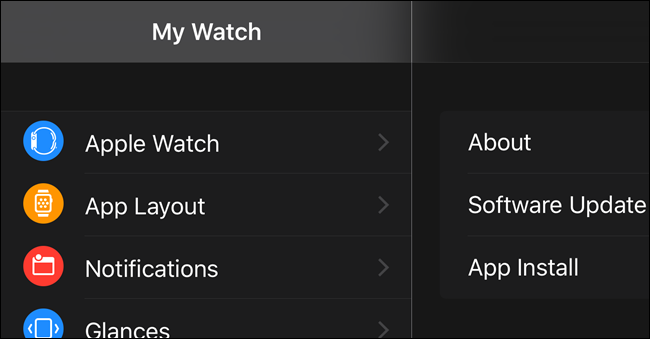 My Watch
Apple Watch
App Layout
Notifications
Glances
About
Software Update
App Install